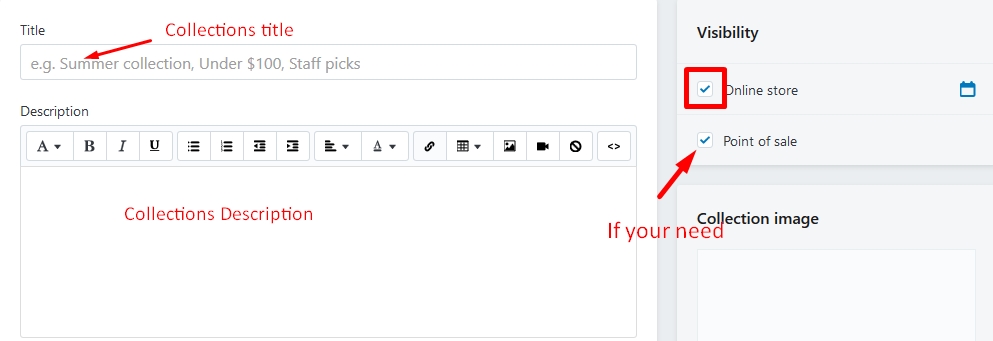 Title
Collections title
e.g. Summer collection, Under $100, Staff picks
Description
A B I U A <>
Collections Description
Visibility
Online store
Point of sale
If your need
Collection image